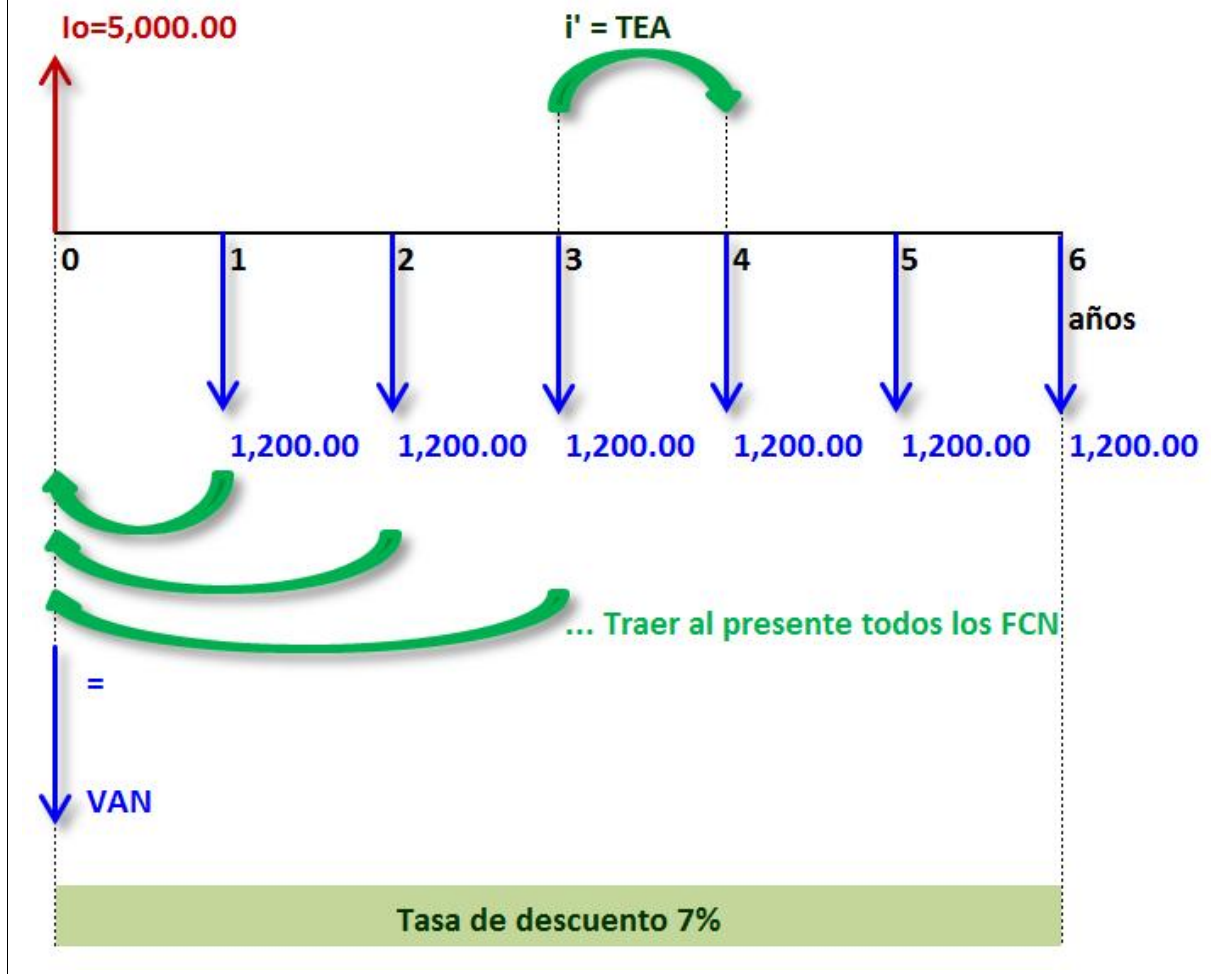 Io=5,000.00
i' = TEA
0 1 2 3 4 5 6
años
1,200.00 1,200.00 1,200.00 1,200.00 1,200.00 1,200.00
... Traer al presente todos los FCN
=
VAN
Tasa de descuento 7%